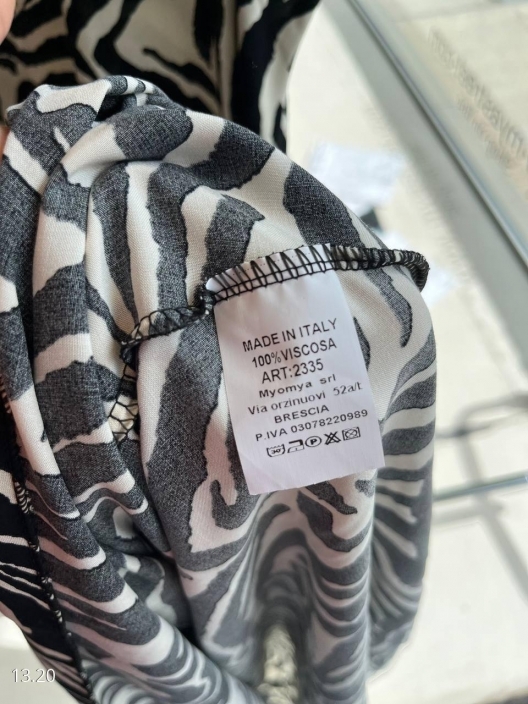 MADE IN ITALY
100%VISCOSA
ART:2335
Myomya srl
Via orzinuovi 52a/t
BRESCIA
P.IVA 03078220989
13.20